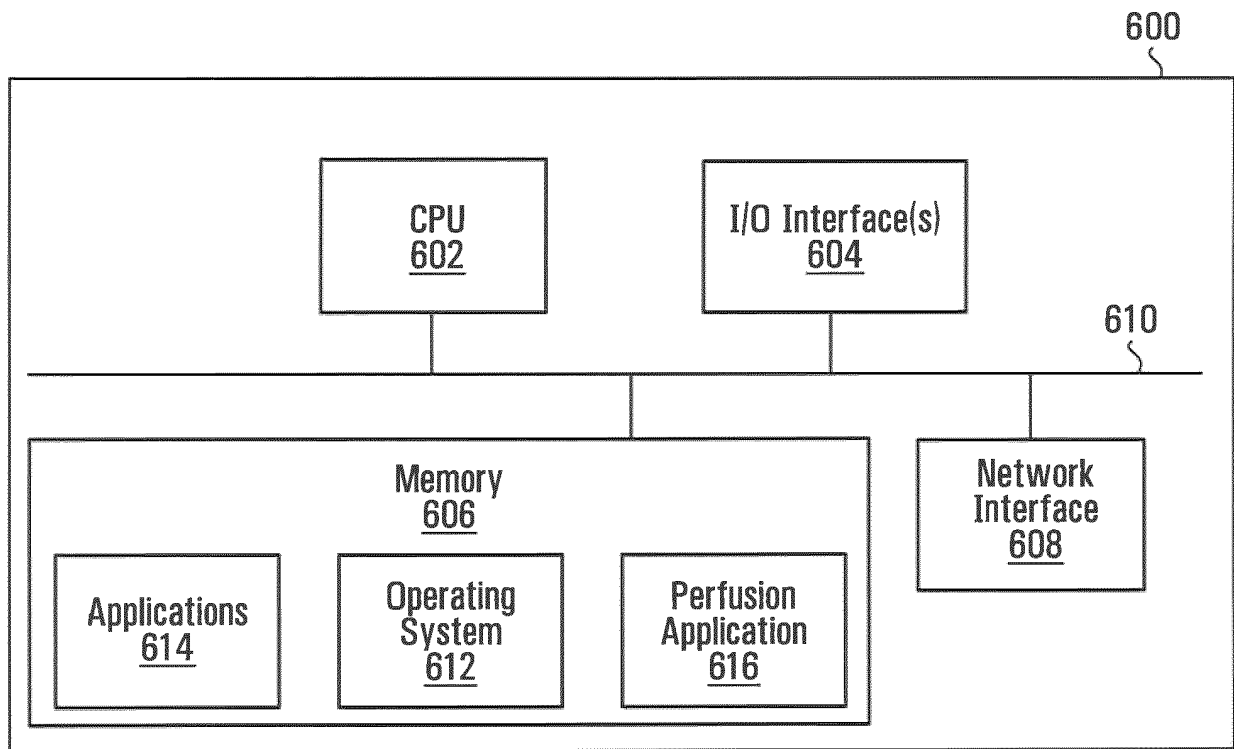 600
CPU
602
I/O Interface(s)
604
610
Memory
606
Network
Interface
608
Applications
614
Operating
System
612
Perfusion
Application
616